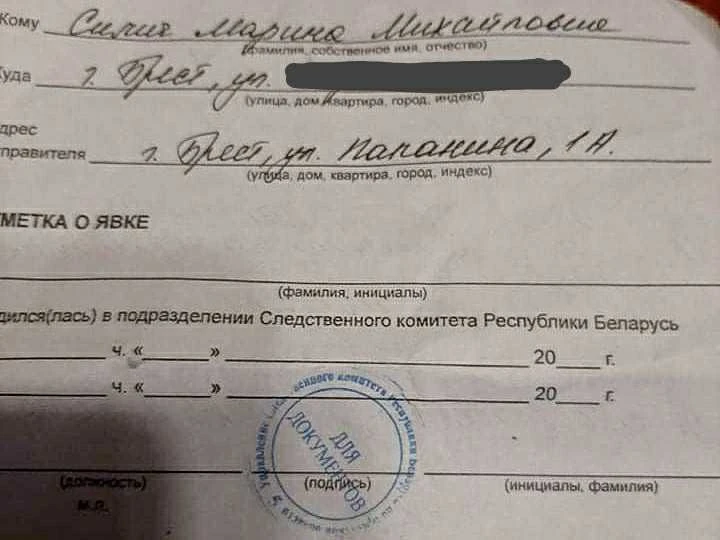 Кому Силич Марине Михайловне
(фамилия, собственное имя, отчество)
уда г. Брест, ул.
(улица, дом, квартира, город, индекс)
дрес
правителя г. Брест, ул. Папанина, 1А.
(улица, дом, квартира, город, индекс)
МЕТКА О ЯВКЕ
(фамилия, инициалы)
дился(лась) в подразделении Следственного комитета Республики Беларусь
ч. « » 20 г.
ч. « » 20 г.
ДЛЯ ДОКУМЕНТОВ
(должность) (подпись) (инициалы, фамилия)
М.П.